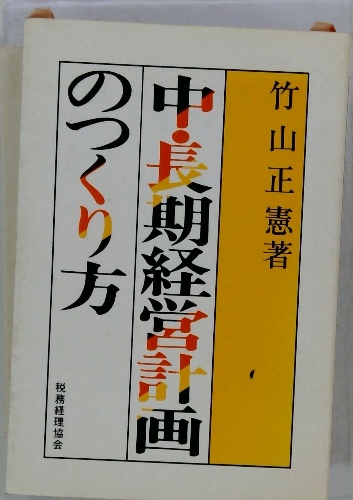 竹山正憲著
中・長期経営計画
のつくり方
税務経理協会